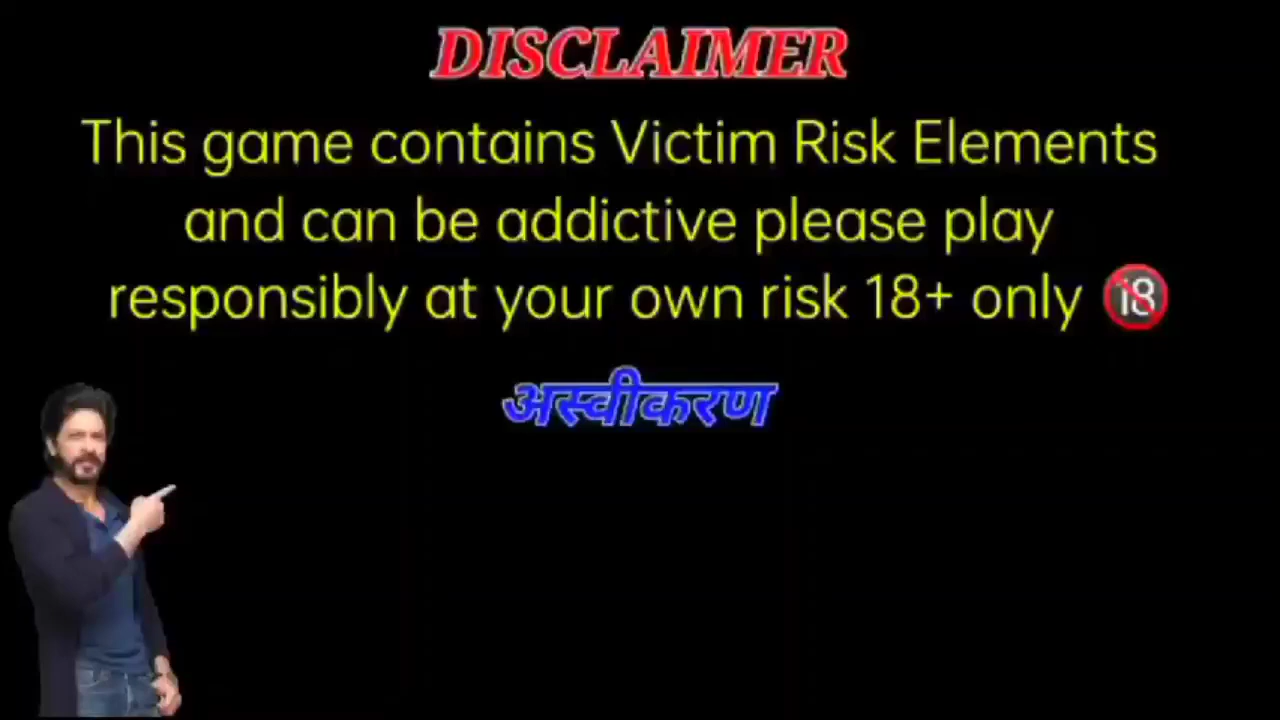 DISCLAIMER
This game contains Victim Risk Elements
and can be addictive please play
responsibly at your own risk 18+ only 🔞
अस्वीकरण